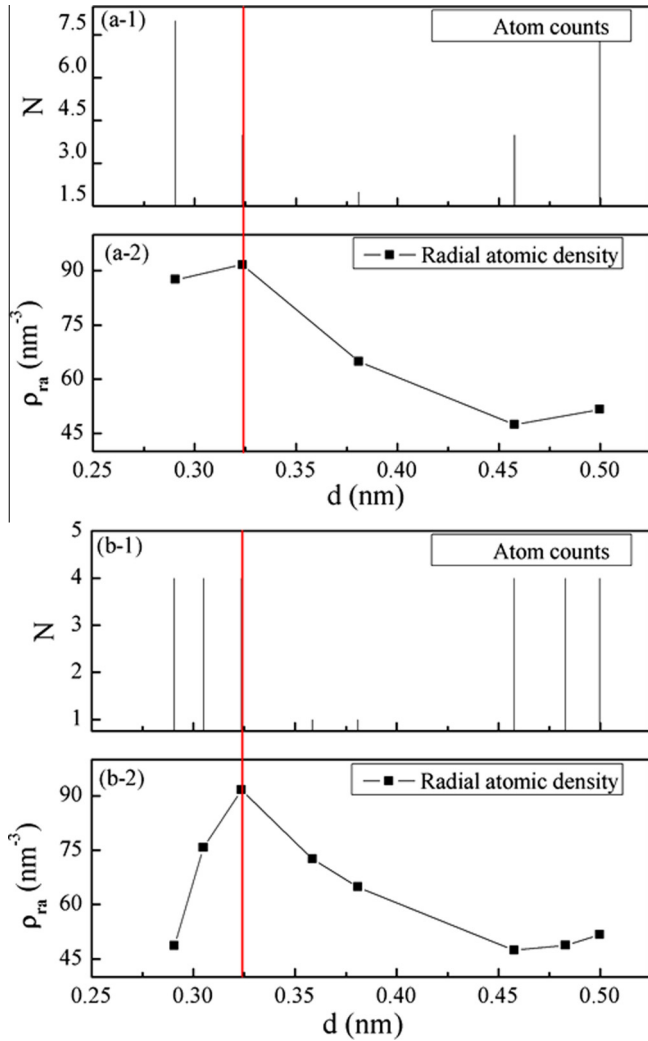 (a-1)
Atom counts
7.5
6.0
4.5
3.0
1.5
N
(a-2)
Radial atomic density
90
75
60
45
ρra (nm-3)
0.25 0.30 0.35 0.40 0.45 0.50
d (nm)
(b-1)
Atom counts
5
4
3
2
1
N
(b-2)
Radial atomic density
90
75
60
45
ρra (nm-3)
0.25 0.30 0.35 0.40 0.45 0.50
d (nm)